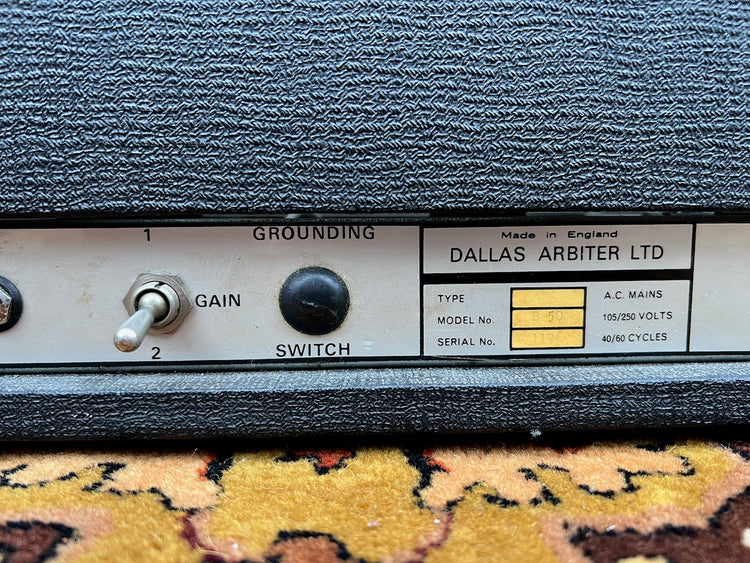 1
GROUNDING
GAIN
2
SWITCH
Made in England
DALLAS ARBITER LTD
TYPE
A.C. MAINS
MODEL No.
105/250 VOLTS
SERIAL No.
40/60 CYCLES